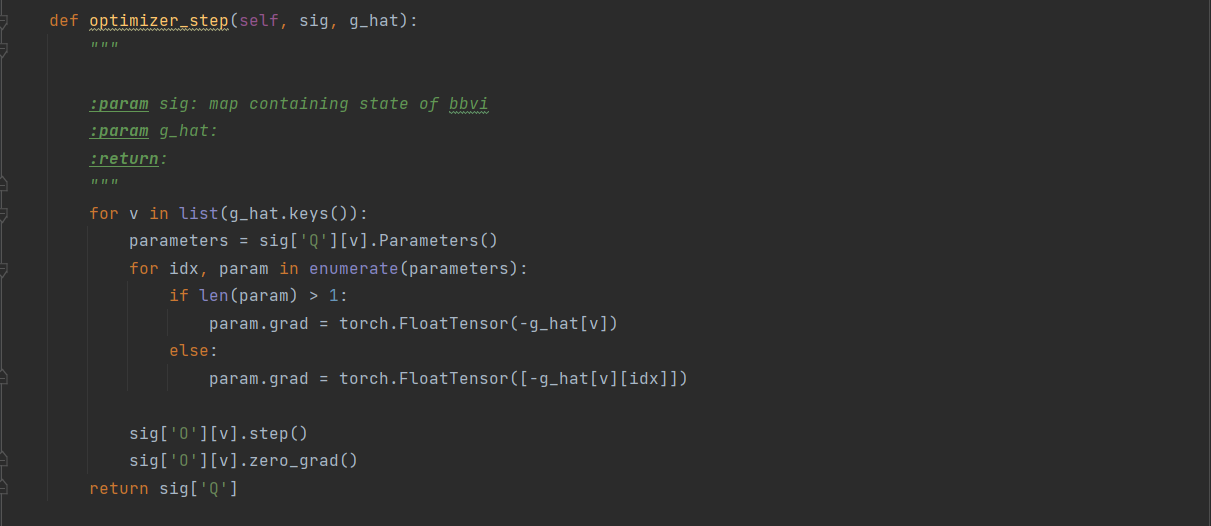 def optimizer_step(self, sig, g_hat):
    """

    :param sig: map containing state of bbvi
    :param g_hat:
    :return:
    """
    for v in list(g_hat.keys()):
        parameters = sig['Q'][v].Parameters()
        for idx, param in enumerate(parameters):
            if len(param) > 1:
                param.grad = torch.FloatTensor(-g_hat[v])
            else:
                param.grad = torch.FloatTensor([-g_hat[v][idx]])

        sig['O'][v].step()
        sig['O'][v].zero_grad()
    return sig['Q']